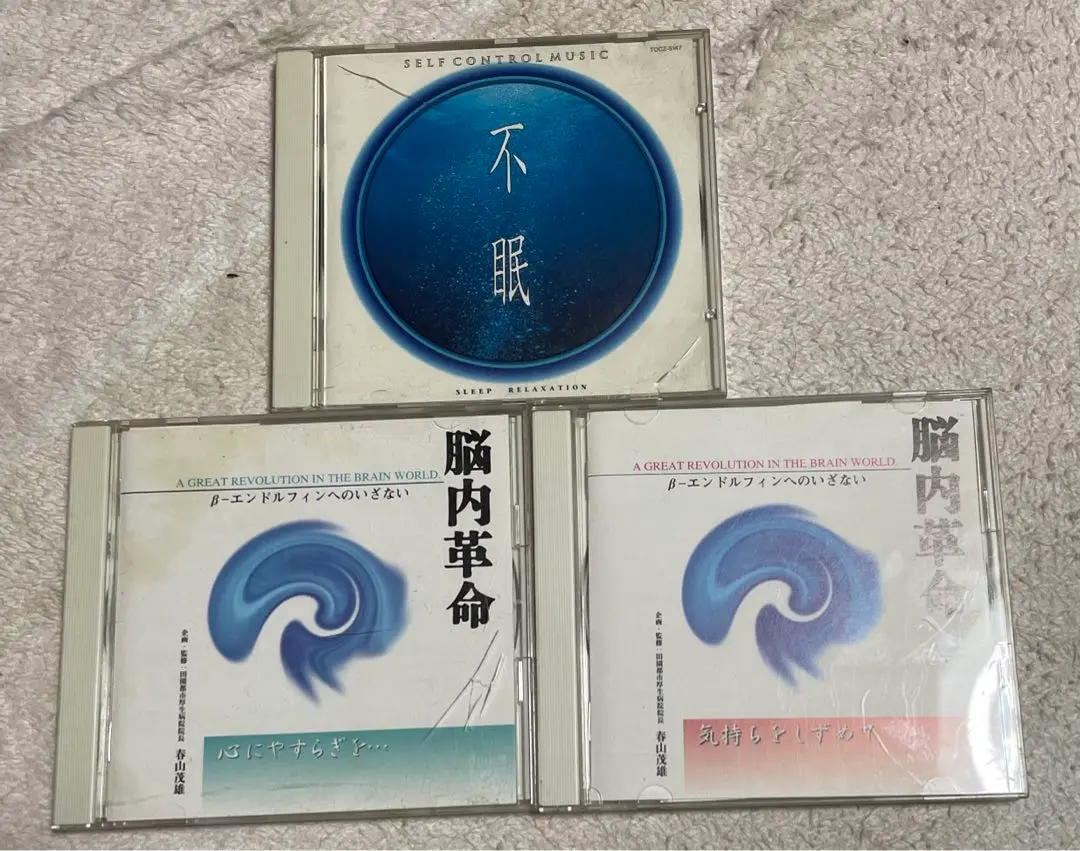 SELF CONTROL MUSIC
TOCZ-5147
不眠
SLEEP RELAXATION
脳内革命
A GREAT REVOLUTION IN THE BRAIN WORLD.
β-エンドルフィンへのいざない
企画・監修=田園都市厚生病院院長 春山茂雄
心にやすらぎを…
脳内革命
A GREAT REVOLUTION IN THE BRAIN WORLD.
β-エンドルフィンへのいざない
企画・監修=田園都市厚生病院院長 春山茂雄
気持ちをしずめ